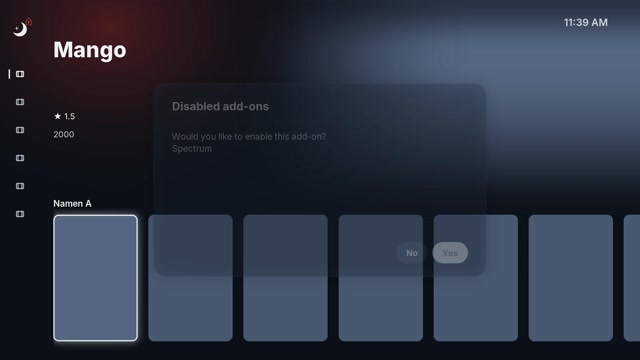 11:39 AM
Mango
★ 1.5
2000
Disabled add-ons
Would you like to enable this add-on?
Spectrum
No
Yes
Namen A